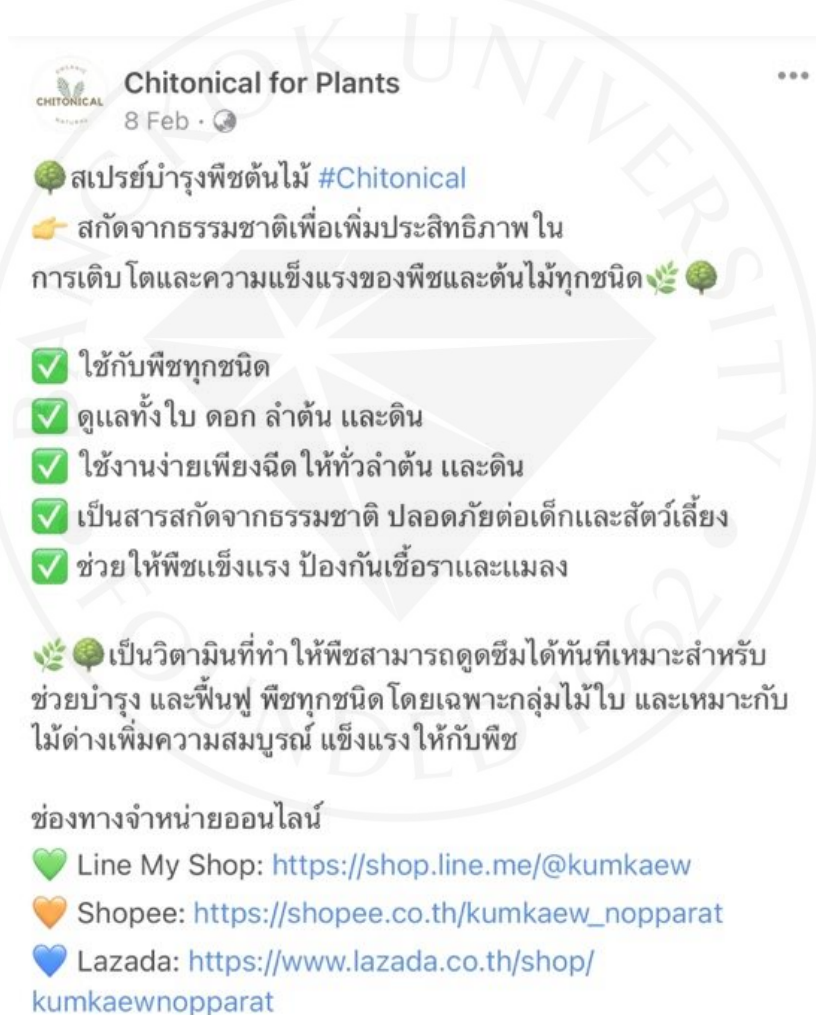 Chitonical for Plants
8 Feb ·
ORGANIC
CHITONICAL
NATURAL
🌳สเปรย์บำรุงพืชต้นไม้ #Chitonical
👉 สกัดจากธรรมชาติเพื่อเพิ่มประสิทธิภาพใน
การเติบโตและความแข็งแรงของพืชและต้นไม้ทุกชนิด🌿🌳
✅ ใช้กับพืชทุกชนิด
✅ ดูแลทั้งใบ ดอก ลำต้น และดิน
✅ ใช้งานง่ายเพียงฉีดให้ทั่วลำต้น และดิน
✅ เป็นสารสกัดจากธรรมชาติ ปลอดภัยต่อเด็กและสัตว์เลี้ยง
✅ ช่วยให้พืชแข็งแรง ป้องกันเชื้อราและแมลง
🌿🌳เป็นวิตามินที่ทำให้พืชสามารถดูดซึมได้ทันทีเหมาะสำหรับ
ช่วยบำรุง และฟื้นฟู พืชทุกชนิดโดยเฉพาะกลุ่มไม้ใบ และเหมาะกับ
ไม้ด่างเพิ่มความสมบูรณ์ แข็งแรงให้กับพืช
ช่องทางจำหน่ายออนไลน์
💚 Line My Shop: https://shop.line.me/@kumkaew
🧡 Shopee: https://shopee.co.th/kumkaew_nopparat
💙 Lazada: https://www.lazada.co.th/shop/
kumkaewnopparat
BANGKOK UNIVERSITY
FOUNDED 1962